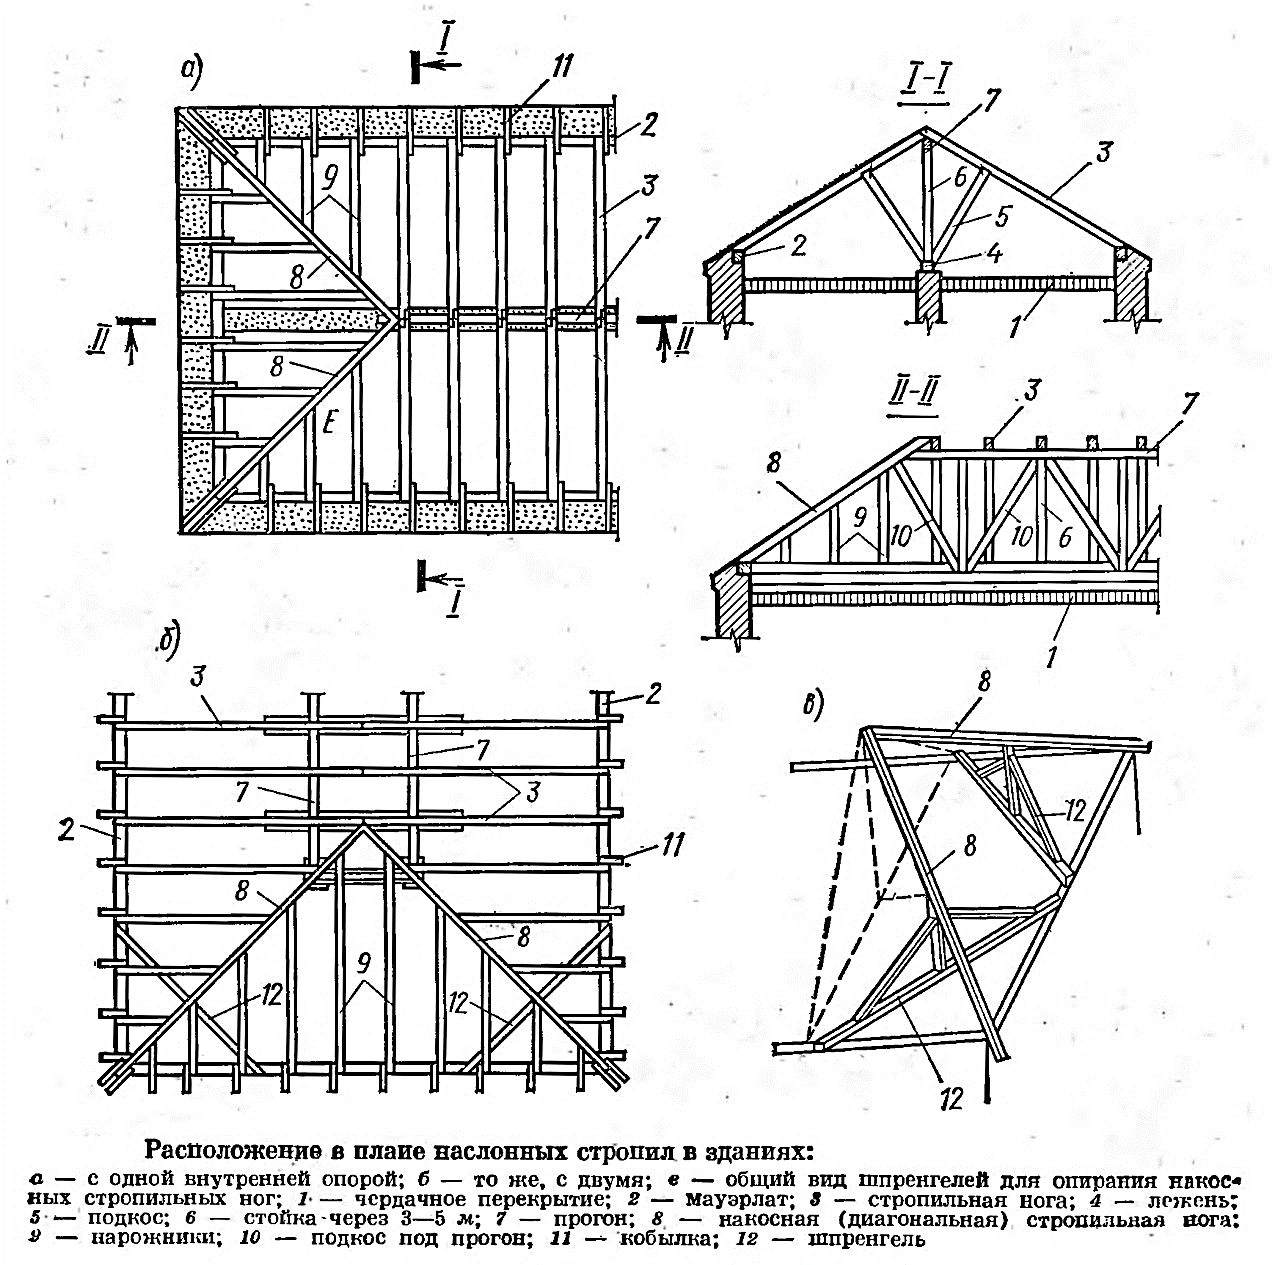 а)
I
11
2
9
3
7
8
II
II
8
E
I
I-I
7
3
6
5
2
4
1
II-II
3
7
8
9
10
10
6
1
б)
3
2
7
7
3
2
11
8
8
9
12
12
в)
8
12
8
12
Расположение в плане наслонных стропил в зданиях:
а — с одной внутренней опорой; б — то же, с двумя; в — общий вид шпренгелей для опирания накос-
ных стропильных ног; 1 — чердачное перекрытие; 2 — мауэрлат; 3 — стропильная нога; 4 — лежень;
5 — подкос; 6 — стойка через 3—5 м; 7 — прогон; 8 — накосная (диагональная) стропильная нога:
9 — нарожники; 10 — подкос под прогон; 11 — кобылка; 12 — шпренгель